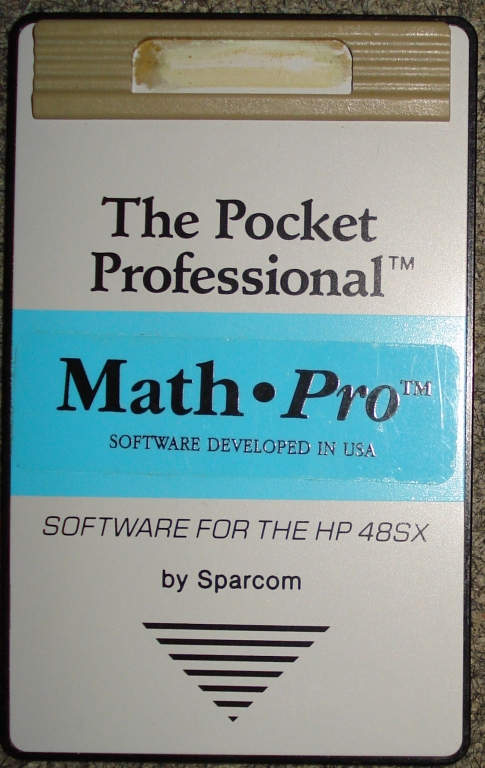 The Pocket
Professional™
Math•Pro™
SOFTWARE DEVELOPED IN USA
SOFTWARE FOR THE HP 48SX
by Sparcom